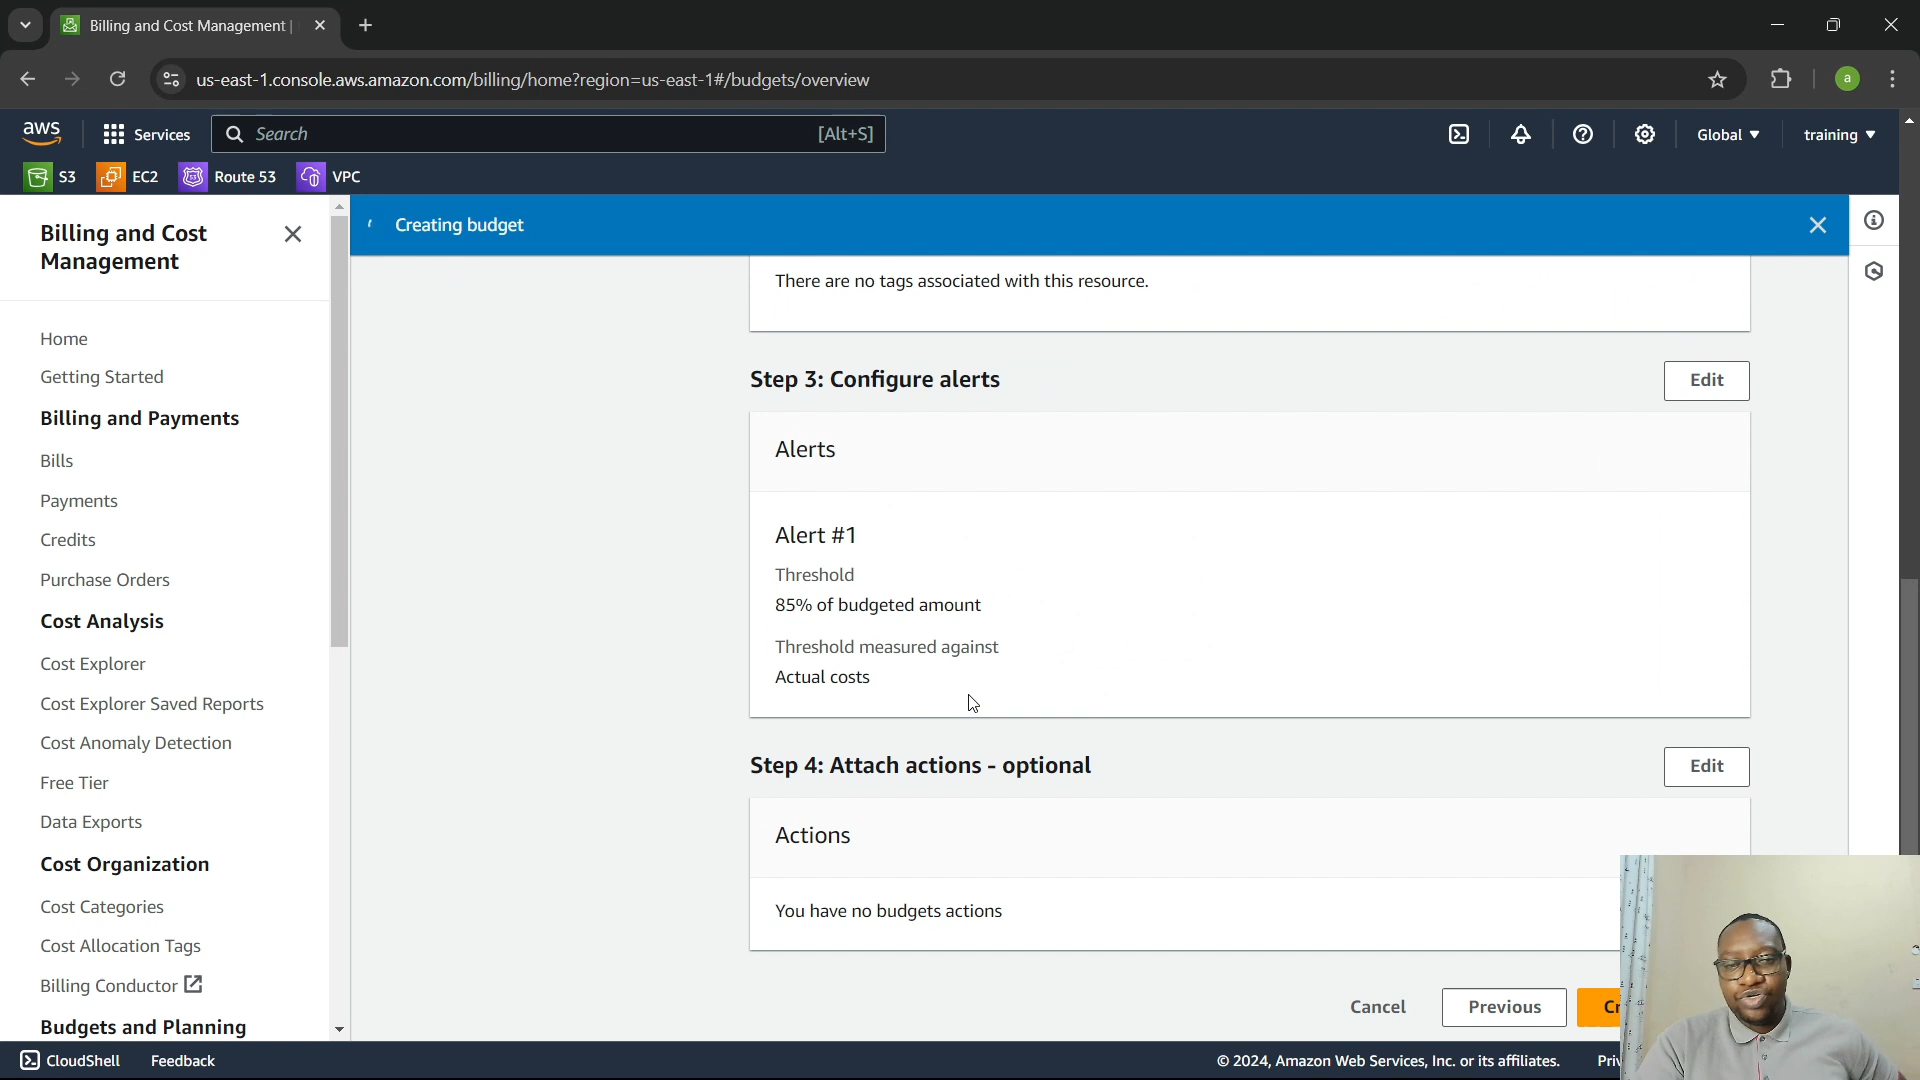 Billing and Cost Management |
us-east-1.console.aws.amazon.com/billing/home?region=us-east-1#/budgets/overview
a
aws
Services
Search
[Alt+S]
Global
training
S3
EC2
Route 53
VPC
Billing and Cost
Management
Home
Getting Started
Billing and Payments
Bills
Payments
Credits
Purchase Orders
Cost Analysis
Cost Explorer
Cost Explorer Saved Reports
Cost Anomaly Detection
Free Tier
Data Exports
Cost Organization
Cost Categories
Cost Allocation Tags
Billing Conductor
Budgets and Planning
Creating budget
There are no tags associated with this resource.
Step 3: Configure alerts
Edit
Alerts
Alert #1
Threshold
85% of budgeted amount
Threshold measured against
Actual costs
Step 4: Attach actions - optional
Edit
Actions
You have no budgets actions
Cancel
Previous
CloudShell
Feedback
© 2024, Amazon Web Services, Inc. or its affiliates.